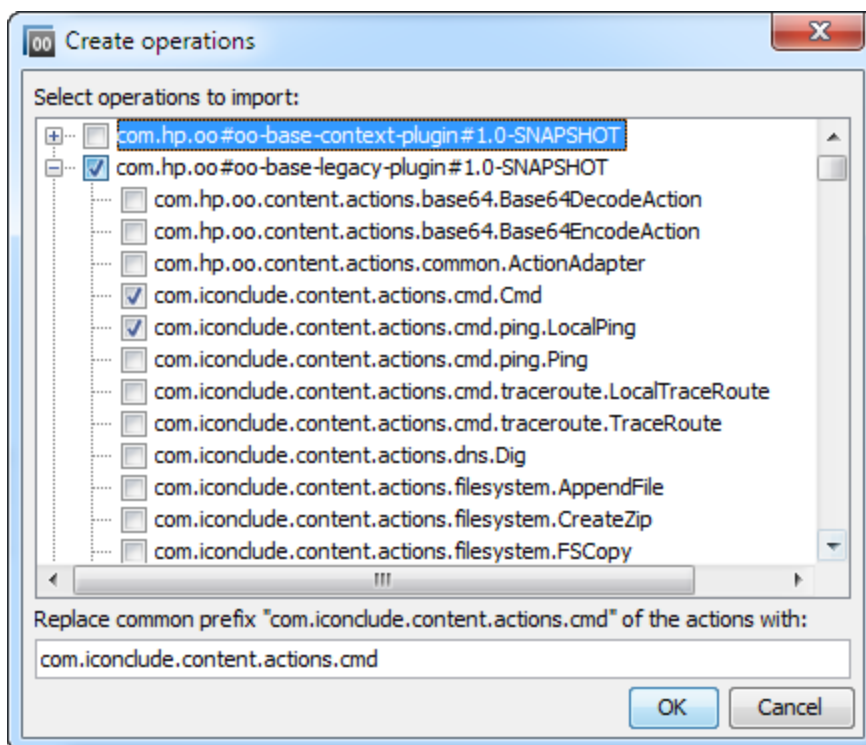 00 Create operations
Select operations to import:
com.hp.oo#oo-base-context-plugin#1.0-SNAPSHOT
com.hp.oo#oo-base-legacy-plugin#1.0-SNAPSHOT
com.hp.oo.content.actions.base64.Base64DecodeAction
com.hp.oo.content.actions.base64.Base64EncodeAction
com.hp.oo.content.actions.common.ActionAdapter
com.iconclude.content.actions.cmd.Cmd
com.iconclude.content.actions.cmd.ping.LocalPing
com.iconclude.content.actions.cmd.ping.Ping
com.iconclude.content.actions.cmd.traceroute.LocalTraceRoute
com.iconclude.content.actions.cmd.traceroute.TraceRoute
com.iconclude.content.actions.dns.Dig
com.iconclude.content.actions.filesystem.AppendFile
com.iconclude.content.actions.filesystem.CreateZip
com.iconclude.content.actions.filesystem.FSCopy
Replace common prefix "com.iconclude.content.actions.cmd" of the actions with:
com.iconclude.content.actions.cmd
OK Cancel